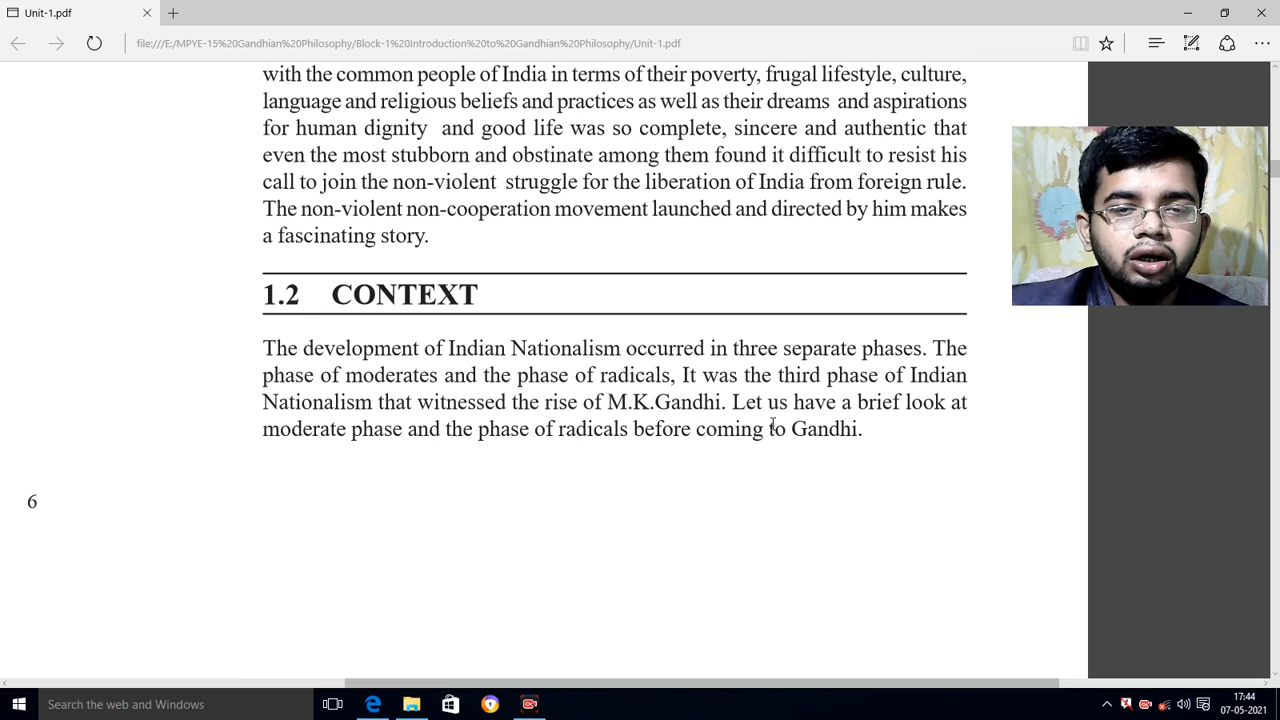 Unit-1.pdf
file:///E:/MPYE-15%20Gandhian%20Philosophy/Block-1%20Introduction%20to%20Gandhian%20Philosophy/Unit-1.pdf
with the common people of India in terms of their poverty, frugal lifestyle, culture,
language and religious beliefs and practices as well as their dreams and aspirations
for human dignity and good life was so complete, sincere and authentic that
even the most stubborn and obstinate among them found it difficult to resist his
call to join the non-violent struggle for the liberation of India from foreign rule.
The non-violent non-cooperation movement launched and directed by him makes
a fascinating story.
1.2 CONTEXT
The development of Indian Nationalism occurred in three separate phases. The
phase of moderates and the phase of radicals, It was the third phase of Indian
Nationalism that witnessed the rise of M.K.Gandhi. Let us have a brief look at
moderate phase and the phase of radicals before coming to Gandhi.
6
Search the web and Windows
17:44
07-05-2021